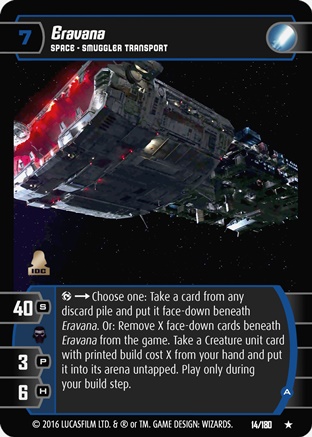 7
Eravana
SPACE - SMUGGLER TRANSPORT
IDC
40 S
3 P
6 H
→ Choose one: Take a card from any
discard pile and put it face-down beneath
Eravana. Or: Remove X face-down cards beneath
Eravana from the game. Take a Creature unit card
with printed build cost X from your hand and put
it into its arena untapped. Play only during
your build step.
A
© 2016 LUCASFILM LTD. & ® or TM. GAME DESIGN: WIZARDS.
14/180 ★